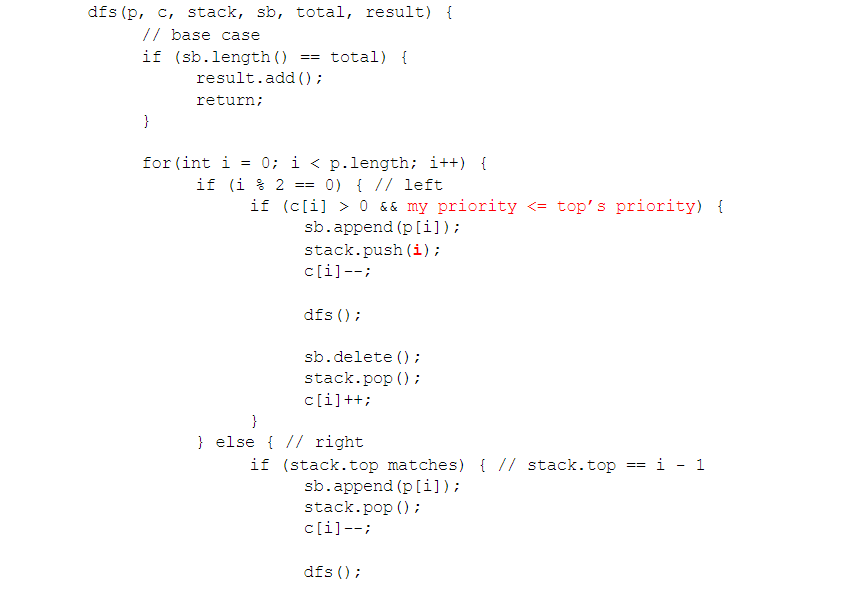 dfs(p, c, stack, sb, total, result) {
// base case
if (sb.length() == total) {
result.add();
return;
}
for(int i = 0; i < p.length; i++) {
if (i % 2 == 0) { // left
if (c[i] > 0 && my priority <= top’s priority) {
sb.append(p[i]);
stack.push(i);
c[i]--;
dfs();
sb.delete();
stack.pop();
c[i]++;
}
} else { // right
if (stack.top matches) { // stack.top == i - 1
sb.append(p[i]);
stack.pop();
c[i]--;
dfs();